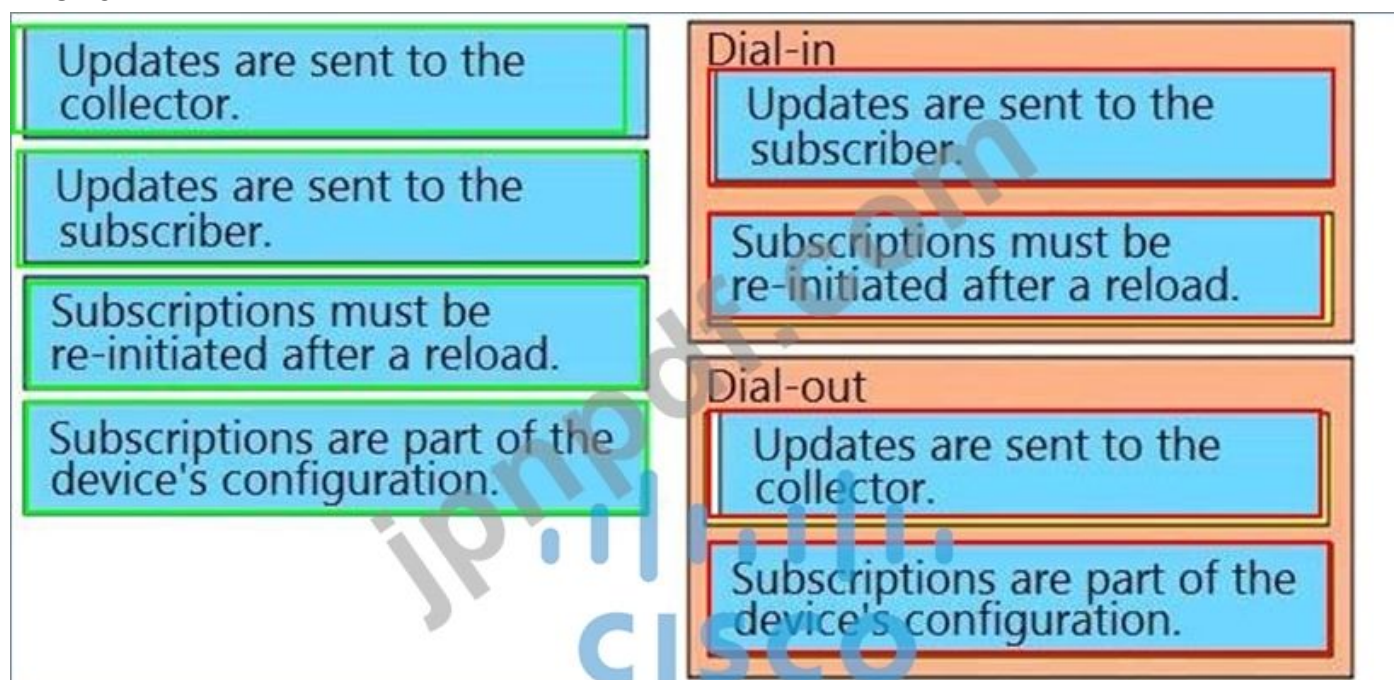 Updates are sent to the
collector.
Updates are sent to the
subscriber.
Subscriptions must be
re-initiated after a reload.
Subscriptions are part of the
device's configuration.
Dial-in
Updates are sent to the
subscriber.
Subscriptions must be
re-initiated after a reload.
Dial-out
Updates are sent to the
collector.
Subscriptions are part of the
device's configuration.
jpnpdf.com
CISCO